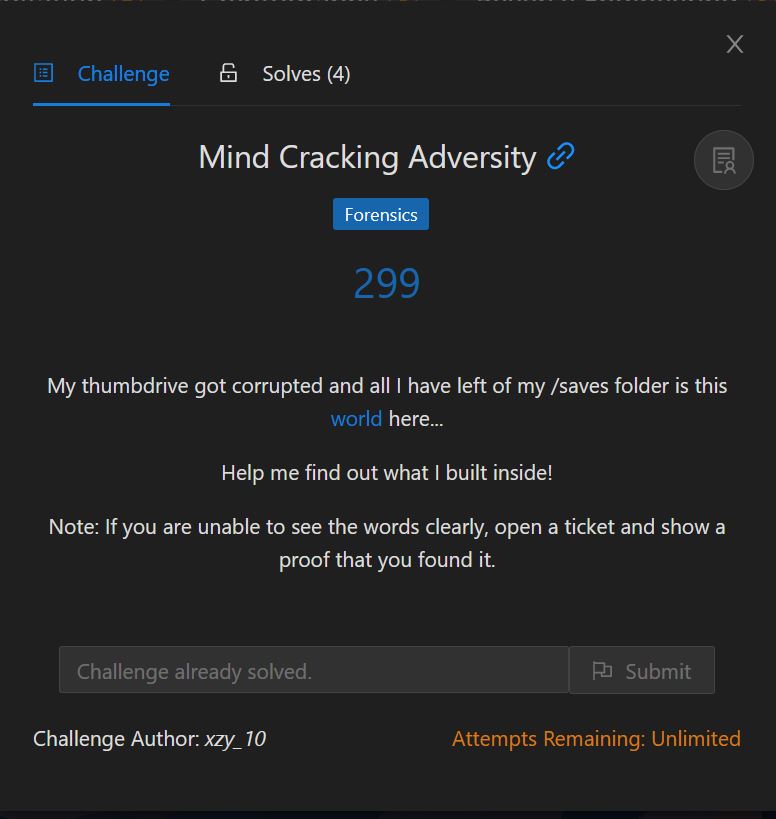 Challenge
Solves (4)
Mind Cracking Adversity
Forensics
299
My thumbdrive got corrupted and all I have left of my /saves folder is this
world here...
Help me find out what I built inside!
Note: If you are unable to see the words clearly, open a ticket and show a
proof that you found it.
Challenge already solved.
Submit
Challenge Author: xzy_10
Attempts Remaining: Unlimited